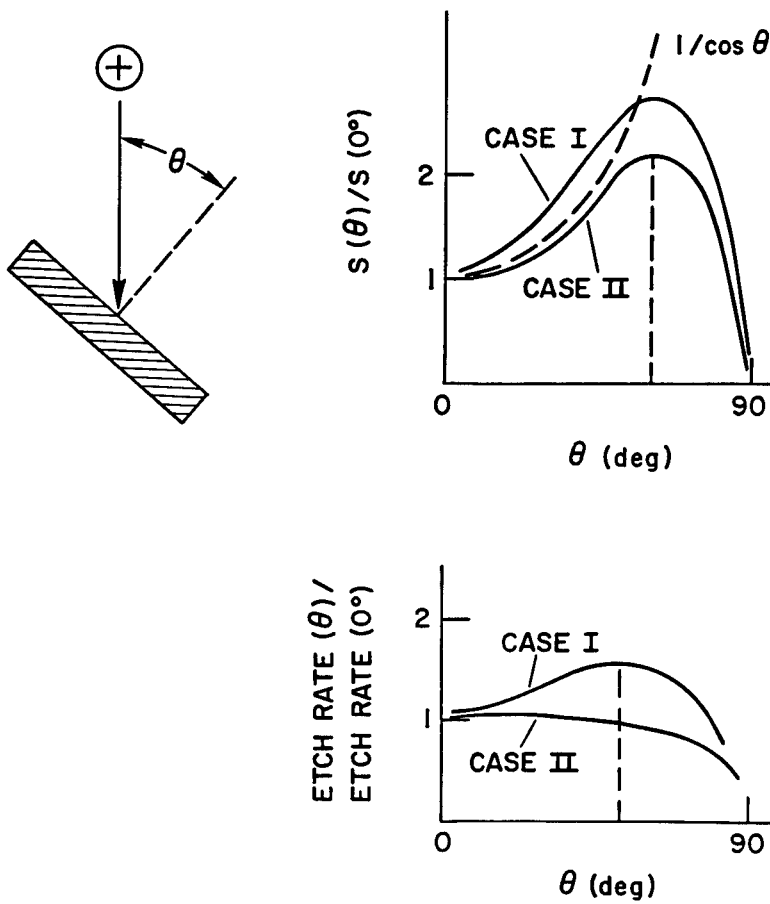 +
θ
1/cos θ
S(θ)/S(0°)
2
1
CASE I
CASE II
0
90
θ (deg)
ETCH RATE (θ)/
ETCH RATE (0°)
2
1
CASE I
CASE II
0
90
θ (deg)